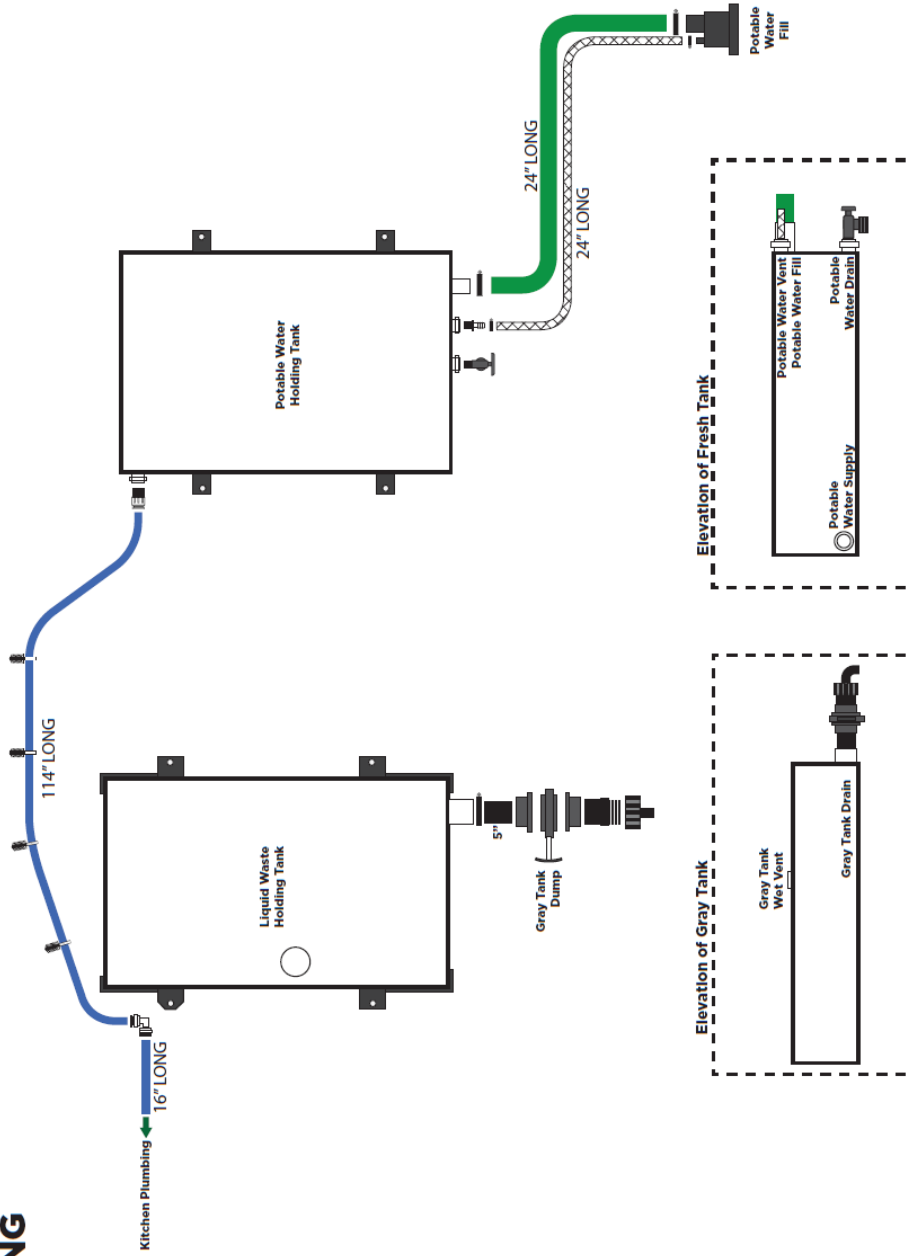 NG
Kitchen Plumbing
16" LONG
114" LONG
Liquid Waste
Holding Tank
Potable Water
Holding Tank
5"
Gray Tank
Dump
24" LONG
24" LONG
Potable
Water
Fill
Elevation of Gray Tank
Gray Tank
Wet Vent
Gray Tank Drain
Elevation of Fresh Tank
Potable
Water Supply
Potable Water Vent
Potable Water Fill
Potable
Water Drain